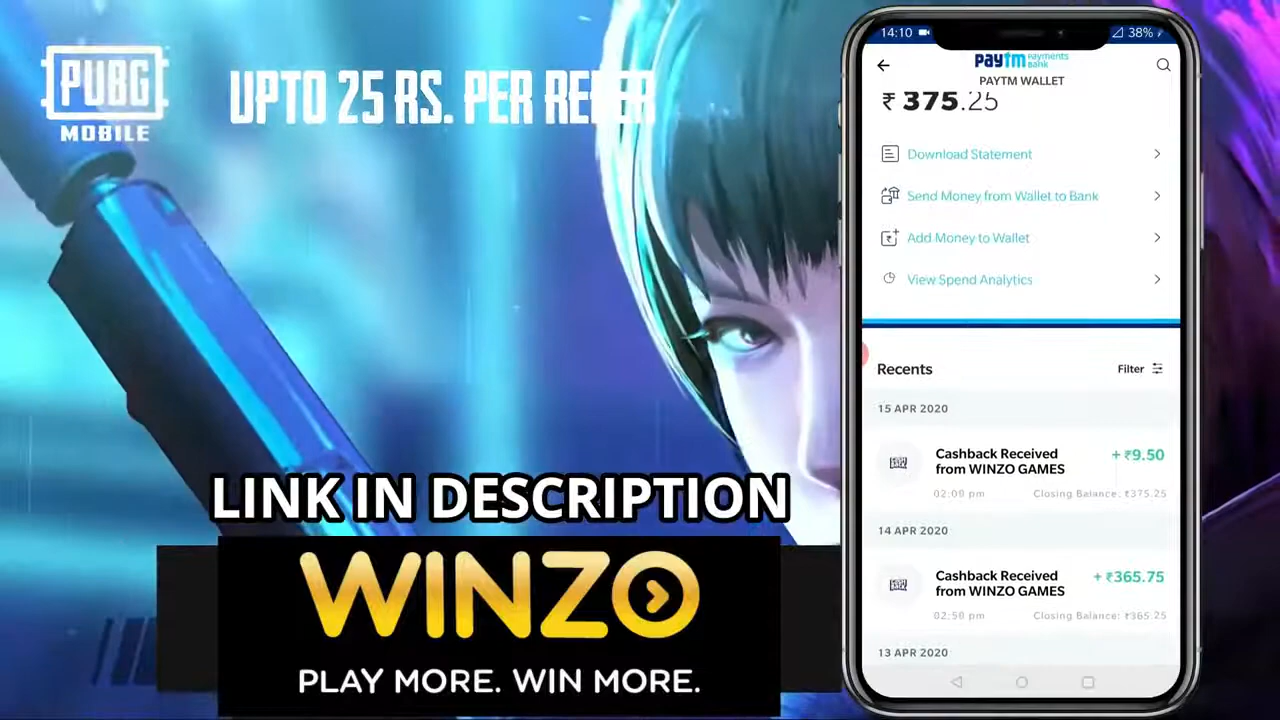 PUBG
MOBILE
UPTO 25 RS. PER REFER
LINK IN DESCRIPTION
WINZO
PLAY MORE. WIN MORE.
14:10
38%
Paytm Payments Bank
PAYTM WALLET
₹ 375.25
Download Statement
Send Money from Wallet to Bank
Add Money to Wallet
View Spend Analytics
Recents
Filter
15 APR 2020
Cashback Received
from WINZO GAMES
+ ₹9.50
02:09 pm
Closing Balance: ₹375.25
14 APR 2020
Cashback Received
from WINZO GAMES
+ ₹365.75
02:50 pm
Closing Balance: ₹365.25
13 APR 2020